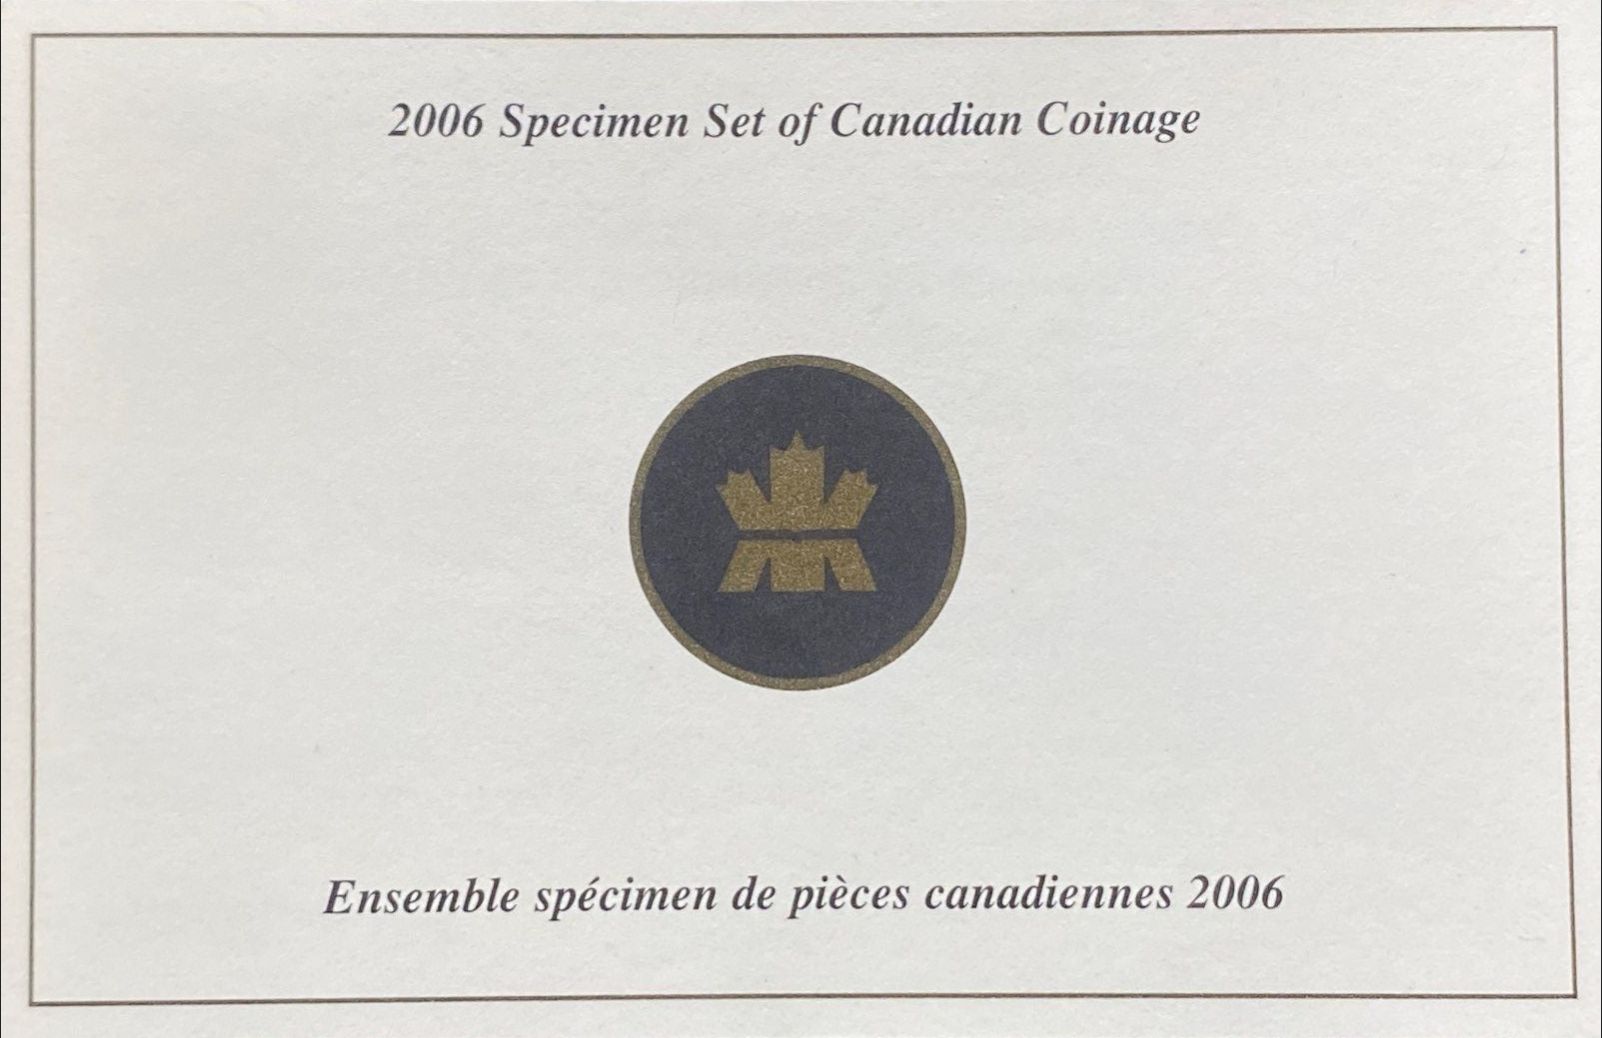 2006 Specimen Set of Canadian Coinage
Ensemble spécimen de pièces canadiennes 2006